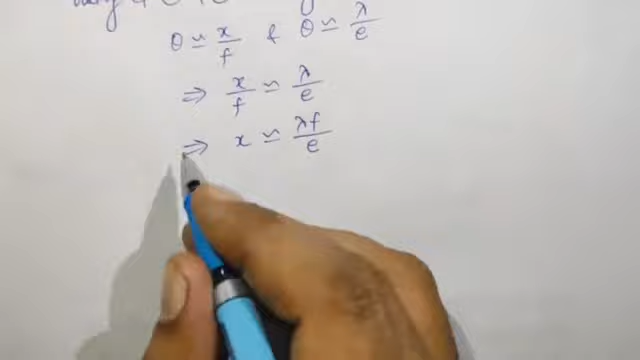 θ ≃ x/f & θ ≃ λ/e
⇒ x/f ≃ λ/e
⇒ x ≃ λf/e